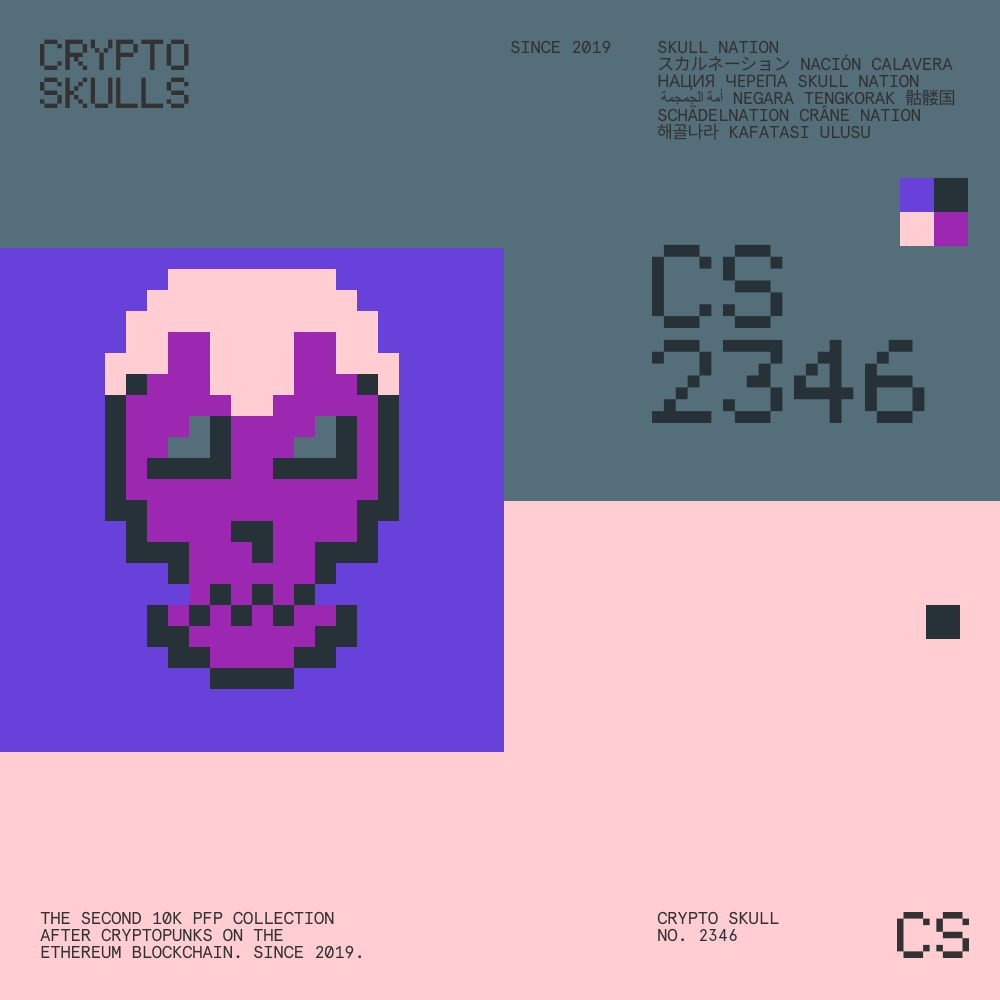 CRYPTO
SKULLS
SINCE 2019
SKULL NATION
スカルネーション NACIÓN CALAVERA
НАЦИЯ ЧЕРЕПА SKULL NATION
أمة الجمجمة NEGARA TENGKORAK 骷髅国
SCHÄDELNATION CRÂNE NATION
해골나라 KAFATASI ULUSU
CS
2346
THE SECOND 10K PFP COLLECTION
AFTER CRYPTOPUNKS ON THE
ETHEREUM BLOCKCHAIN. SINCE 2019.
CRYPTO SKULL
NO. 2346
CS